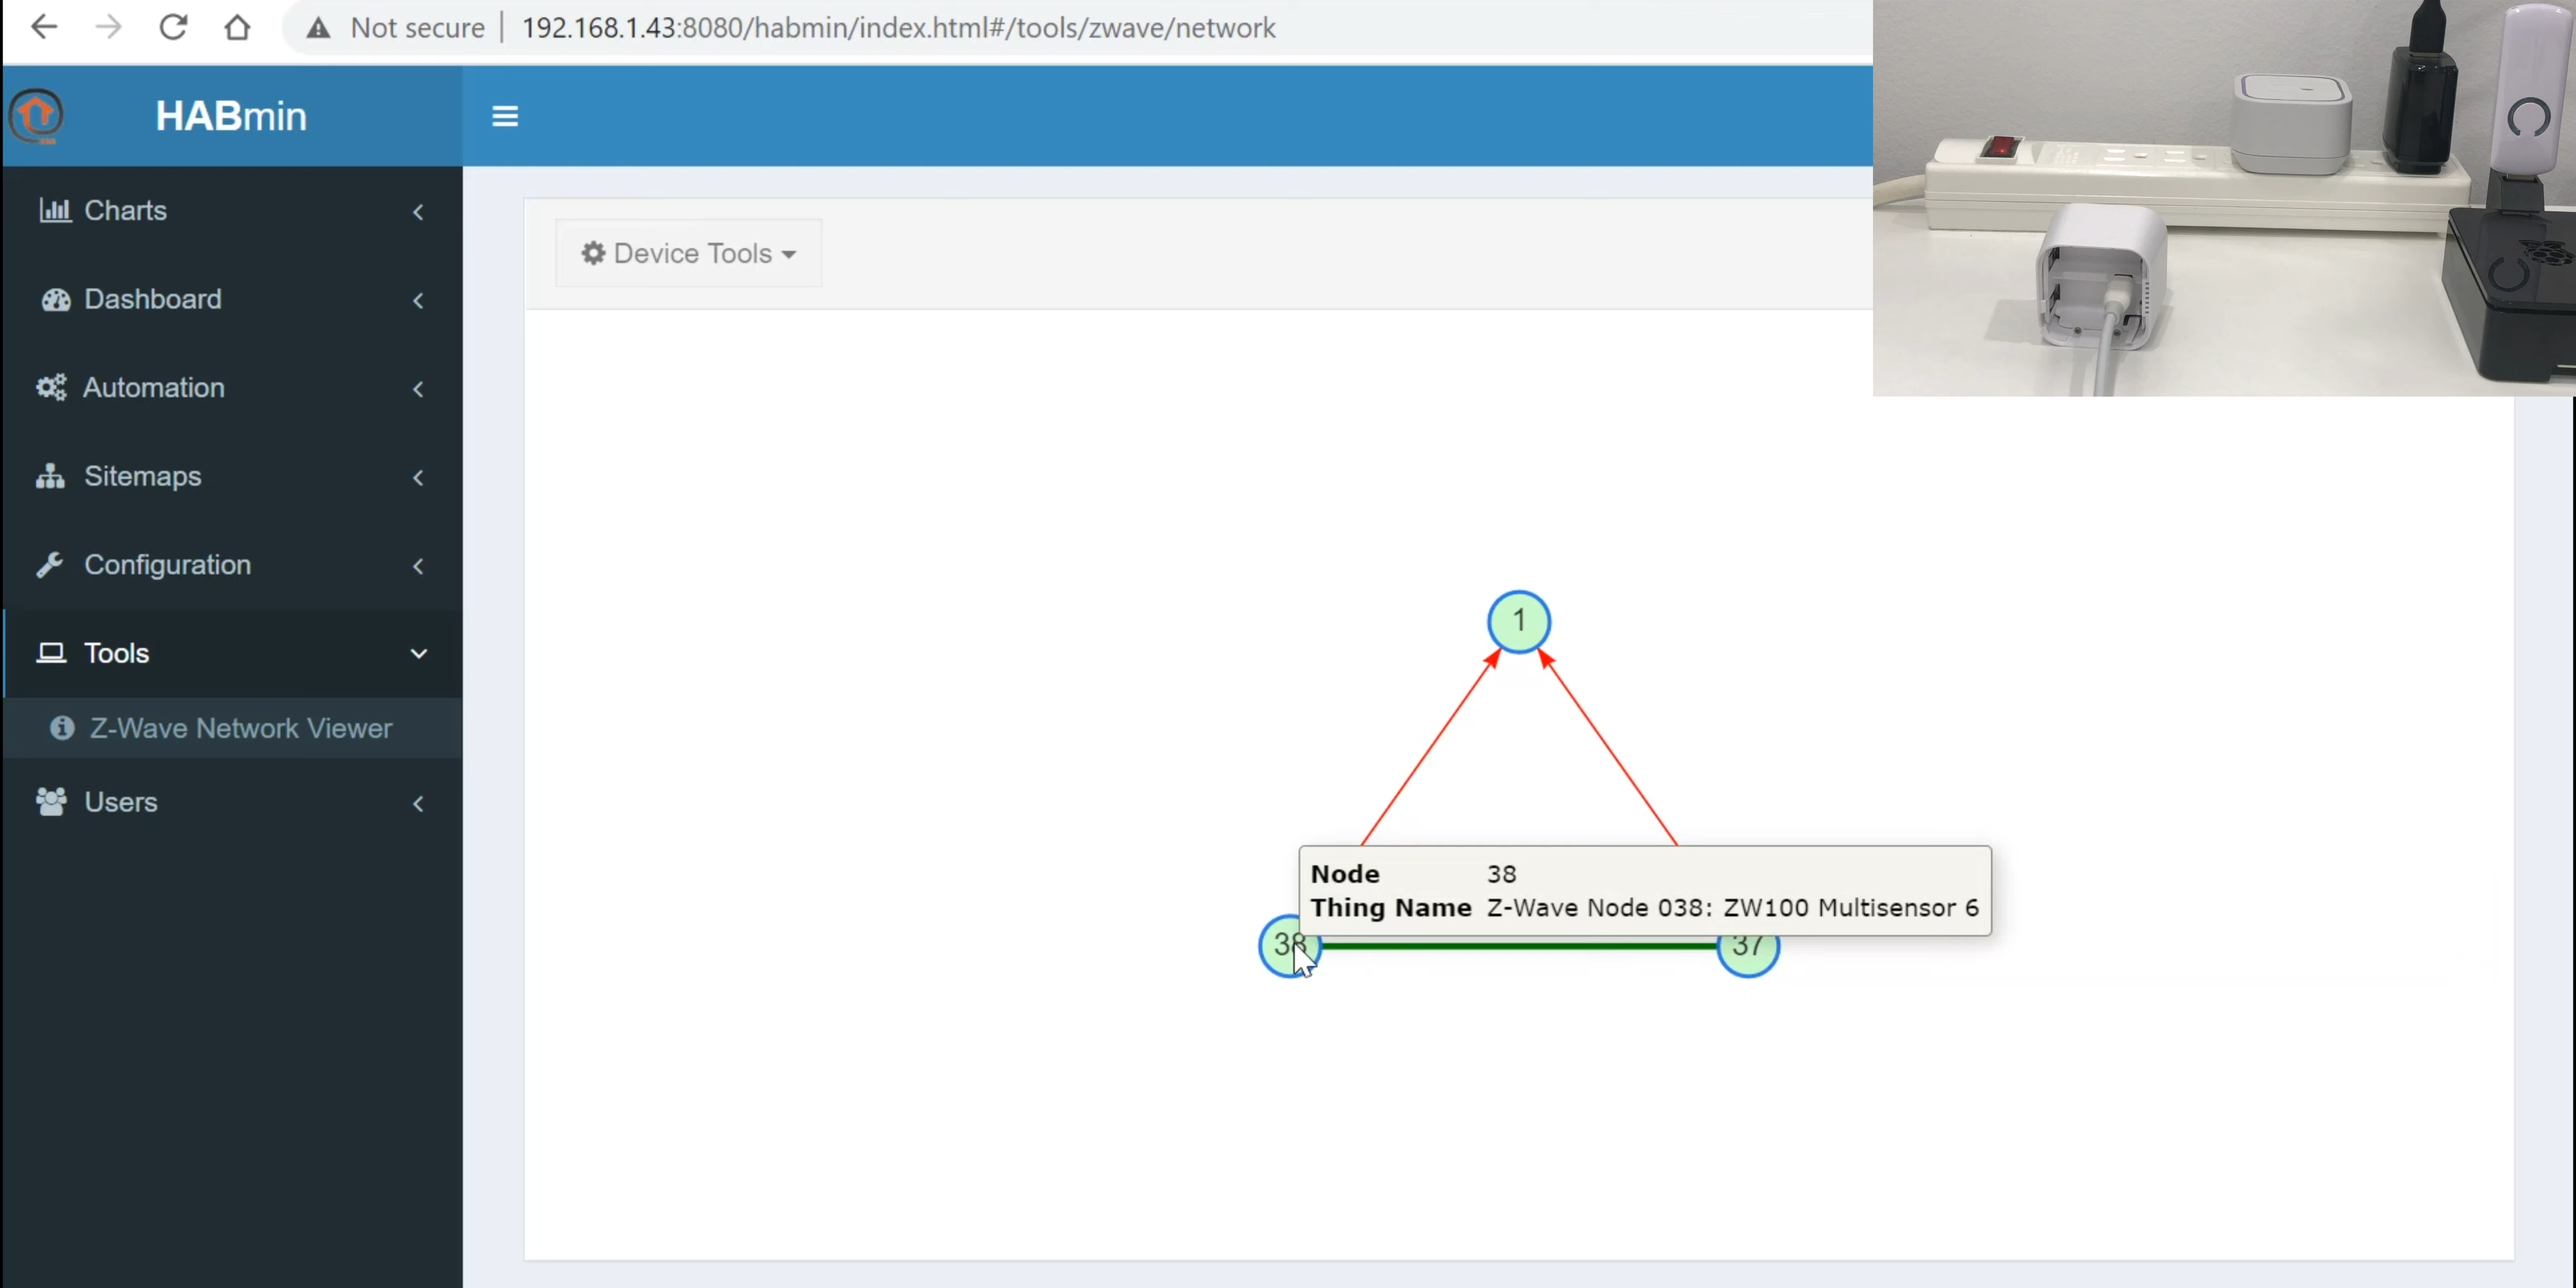 Not secure | 192.168.1.43:8080/habmin/index.html#/tools/zwave/network
HABmin
Charts
Dashboard
Automation
Sitemaps
Configuration
Tools
Z-Wave Network Viewer
Users
Device Tools
1
Node 38
Thing Name Z-Wave Node 038: ZW100 Multisensor 6
38
37